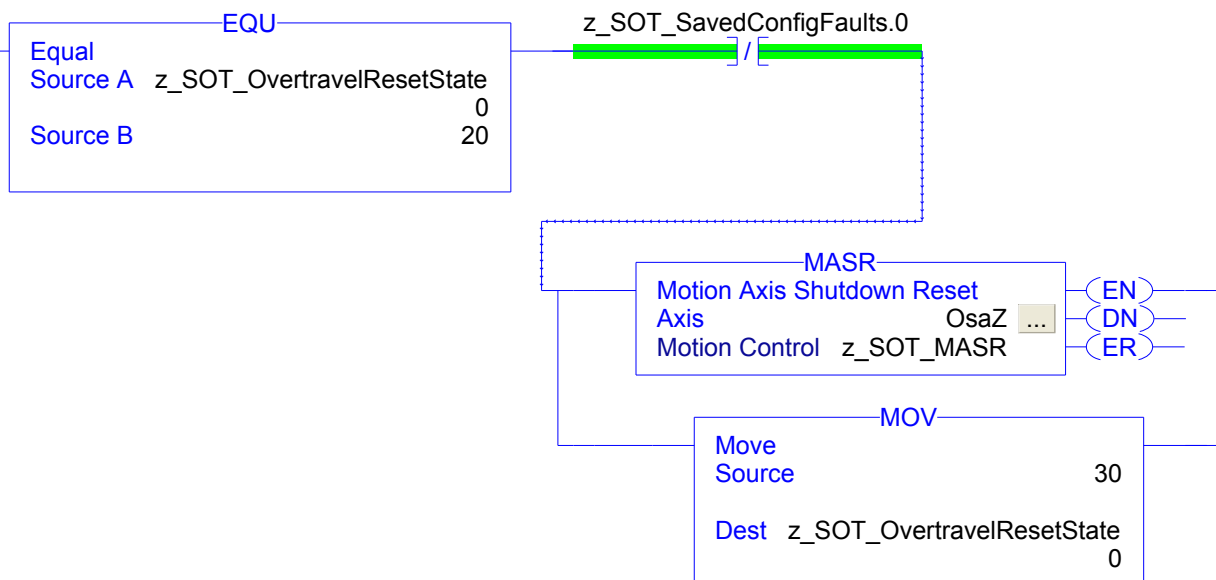 EQU
Equal
Source A z_SOT_OvertravelResetState
0
Source B 20
z_SOT_SavedConfigFaults.0
/
MASR
Motion Axis Shutdown Reset
Axis OsaZ ...
Motion Control z_SOT_MASR
EN
DN
ER
MOV
Move
Source 30
Dest z_SOT_OvertravelResetState
0